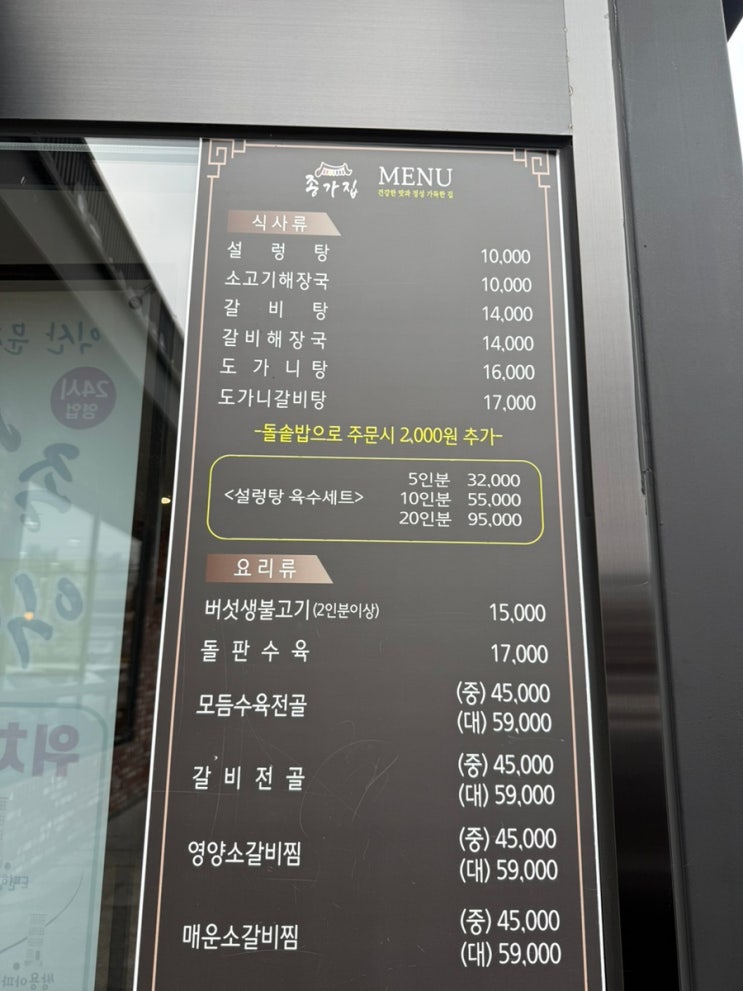 종가집 MENU
건강한 맛과 정성 가득한 집
식사류
설렁탕 10,000
소고기해장국 10,000
갈비탕 14,000
갈비해장국 14,000
도가니탕 16,000
도가니갈비탕 17,000
-돌솥밥으로 주문시 2,000원 추가-
<설렁탕 육수세트>
5인분 32,000
10인분 55,000
20인분 95,000
요리류
버섯생불고기(2인분이상) 15,000
돌판수육 17,000
모듬수육전골 (중) 45,000
(대) 59,000
갈비전골 (중) 45,000
(대) 59,000
영양소갈비찜 (중) 45,000
(대) 59,000
매운소갈비찜 (중) 45,000
(대) 59,000
익산
24시
영업